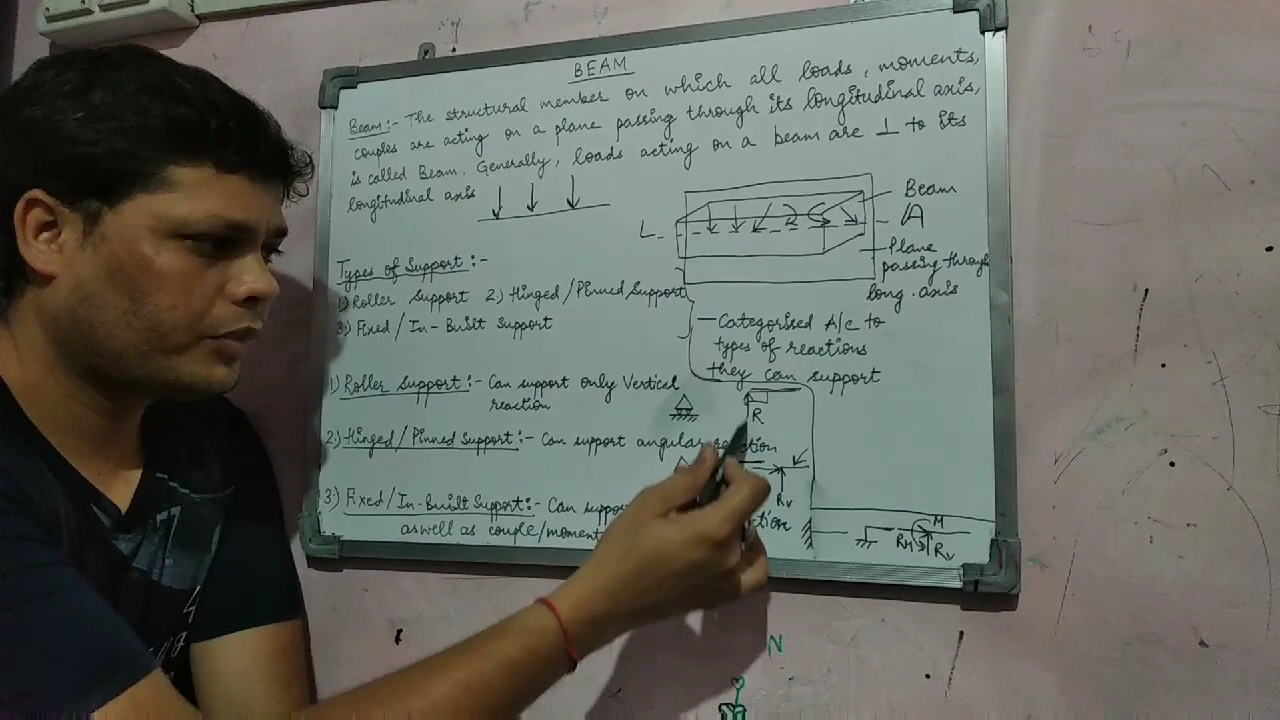 BEAM
Beam:- The structural member on which all loads, moments,
couples are acting on a plane passing through its longitudinal axis,
is called Beam. Generally, loads acting on a beam are ⊥ to its
longitudinal axis
Beam
L A
Plane
passing through
long. axis
Types of Support:-
1) Roller Support 2) Hinged/Pinned Support
3) Fixed/In-Built Support
-Categorised A/c to
types of reactions
they can support
1) Roller Support:- Can support only Vertical
reaction
R
2) Hinged/Pinned Support:- Can support angular reaction
Rv
3) Fixed/In-Built Support:- Can
aswell as couple/moment
M
RH Rv
N